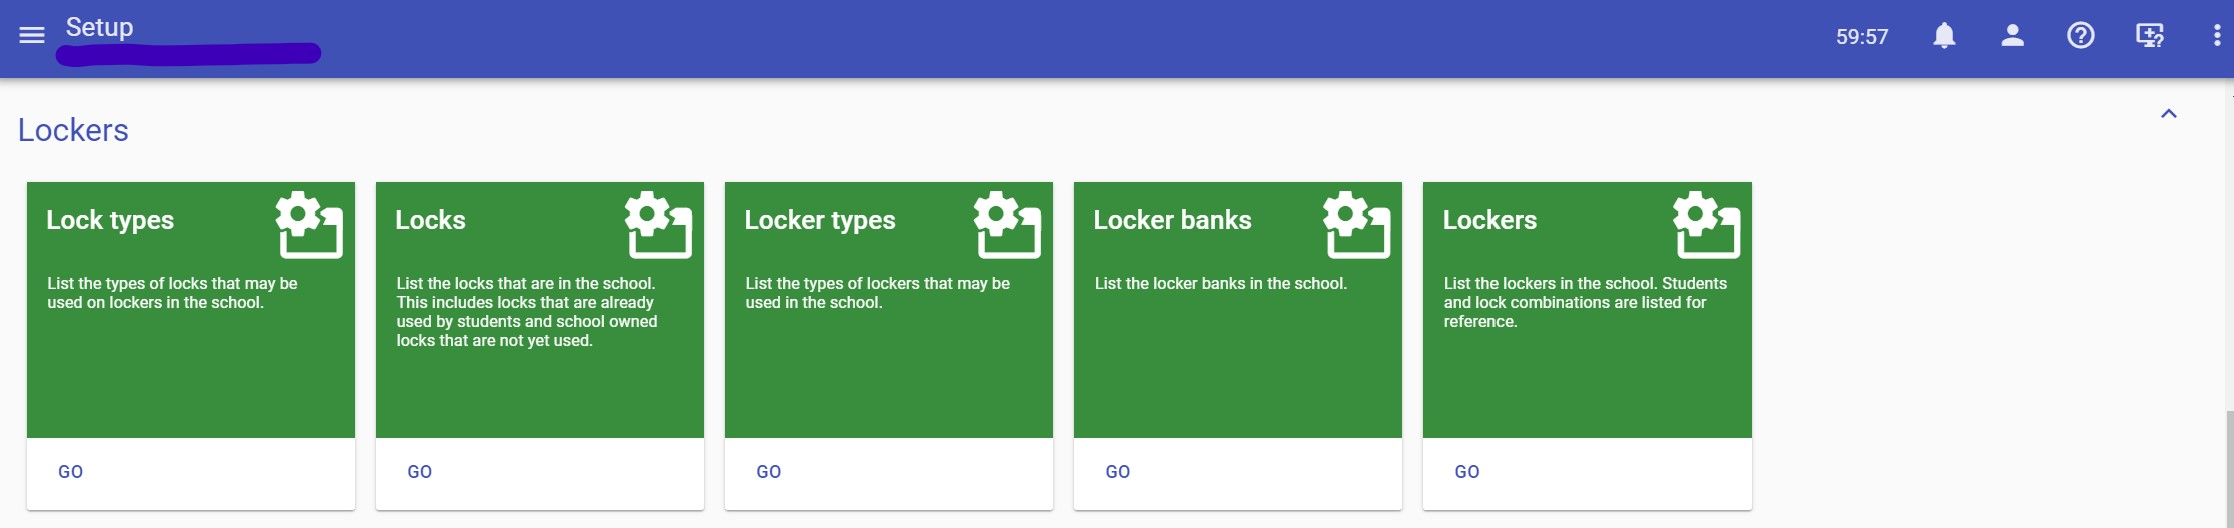 Setup
59:57
Lockers
Lock types
List the types of locks that may be
used on lockers in the school.
GO
Locks
List the locks that are in the school.
This includes locks that are already
used by students and school owned
locks that are not yet used.
GO
Locker types
List the types of lockers that may be
used in the school.
GO
Locker banks
List the locker banks in the school.
GO
Lockers
List the lockers in the school. Students
and lock combinations are listed for
reference.
GO